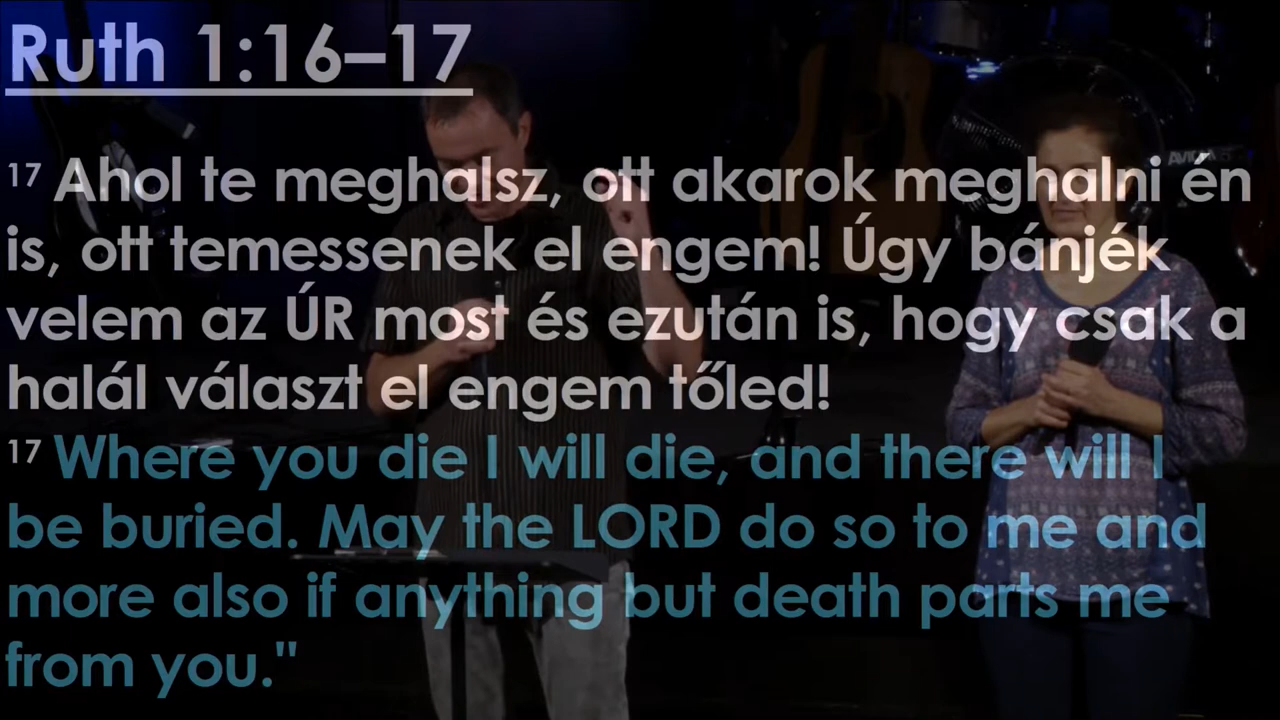 Ruth 1:16–17
17 Ahol te meghalsz, ott akarok meghalni én
is, ott temessenek el engem! Úgy bánjék
velem az ÚR most és ezután is, hogy csak a
halál választ el engem tőled!
17 Where you die I will die, and there will I
be buried. May the LORD do so to me and
more also if anything but death parts me
from you."